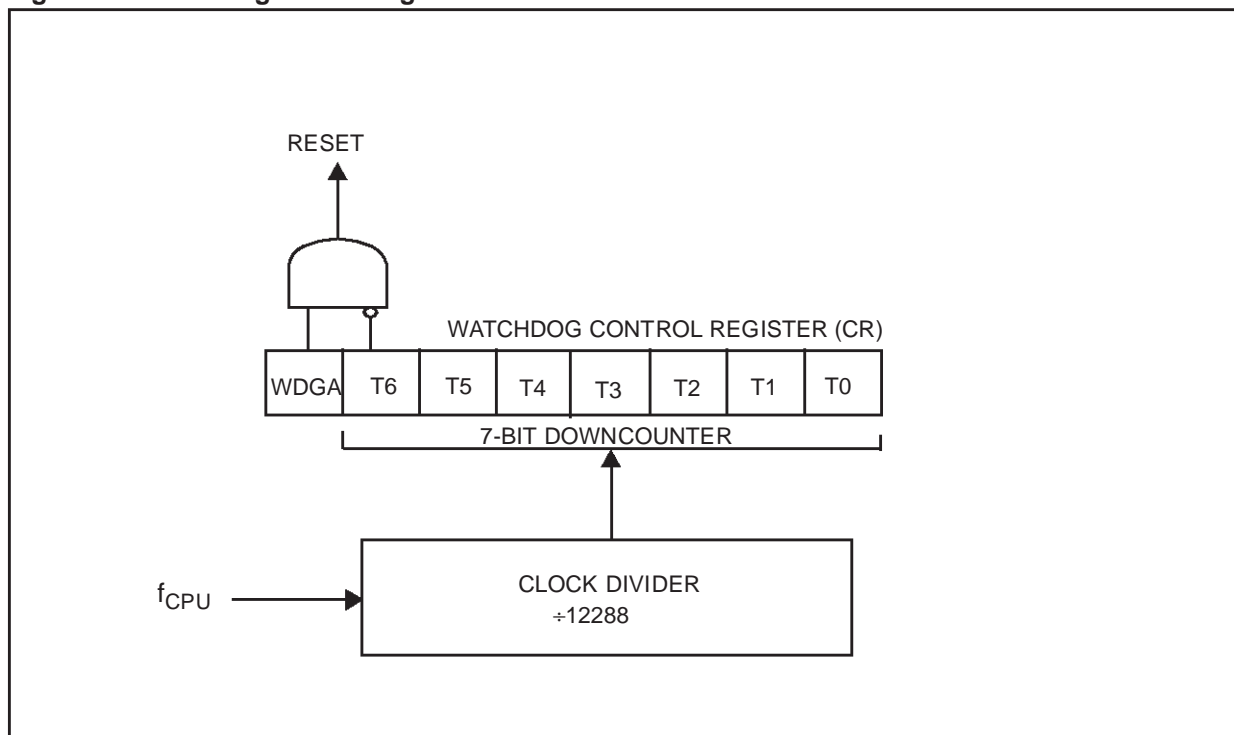 RESET
WATCHDOG CONTROL REGISTER (CR)
WDGA T6 T5 T4 T3 T2 T1 T0
7-BIT DOWNCOUNTER
fCPU
CLOCK DIVIDER
÷12288